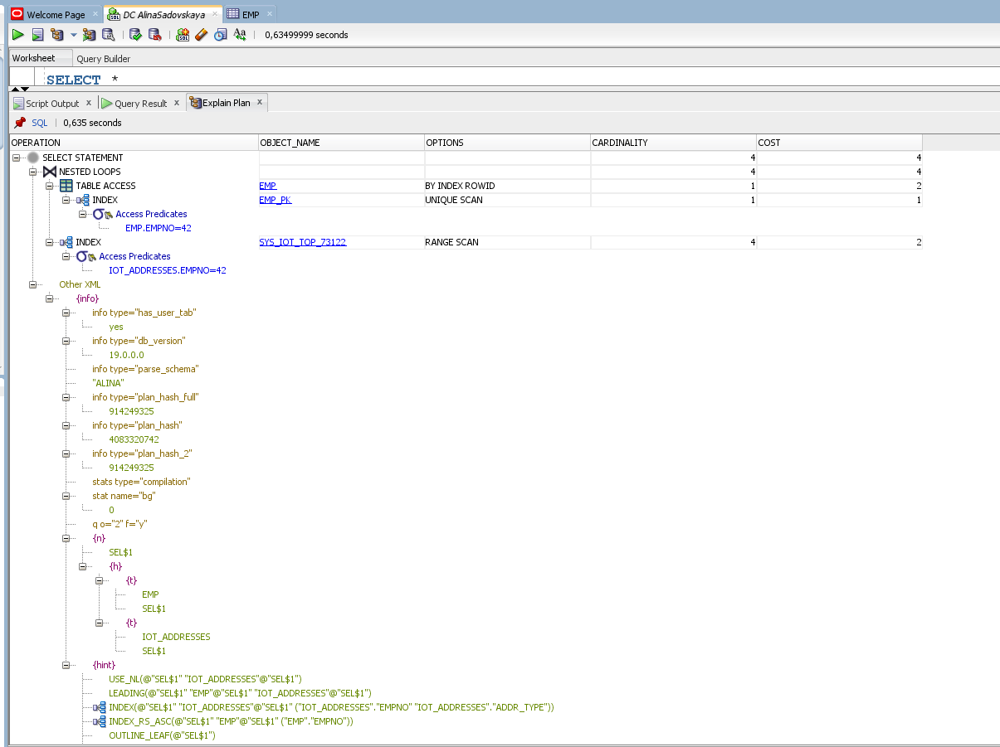 Welcome Page DC AlinaSadovskaya EMP
0,63499999 seconds
Worksheet Query Builder
SELECT *
Script Output Query Result Explain Plan
SQL 0,635 seconds
OPERATION OBJECT_NAME OPTIONS CARDINALITY COST
SELECT STATEMENT 4 4
NESTED LOOPS 4 4
TABLE ACCESS EMP BY INDEX ROWID 1 2
INDEX EMP_PK UNIQUE SCAN 1 1
Access Predicates
EMP.EMPNO=42
INDEX SYS_IOT_TOP_73122 RANGE SCAN 4 2
Access Predicates
IOT_ADDRESSES.EMPNO=42
Other XML
{info}
info type="has_user_tab"
yes
info type="db_version"
19.0.0.0
info type="parse_schema"
"ALINA"
info type="plan_hash_full"
914249325
info type="plan_hash"
4083320742
info type="plan_hash_2"
914249325
stats type="compilation"
stat name="bg"
0
q o="2" f="y"
{n}
SEL$1
{h}
{t}
EMP
SEL$1
{t}
IOT_ADDRESSES
SEL$1
{hint}
USE_NL(@"SEL$1" "IOT_ADDRESSES"@"SEL$1")
LEADING(@"SEL$1" "EMP"@"SEL$1" "IOT_ADDRESSES"@"SEL$1")
INDEX(@"SEL$1" "IOT_ADDRESSES"@"SEL$1" ("IOT_ADDRESSES"."EMPNO" "IOT_ADDRESSES"."ADDR_TYPE"))
INDEX_RS_ASC(@"SEL$1" "EMP"@"SEL$1" ("EMP"."EMPNO"))
OUTLINE_LEAF(@"SEL$1")